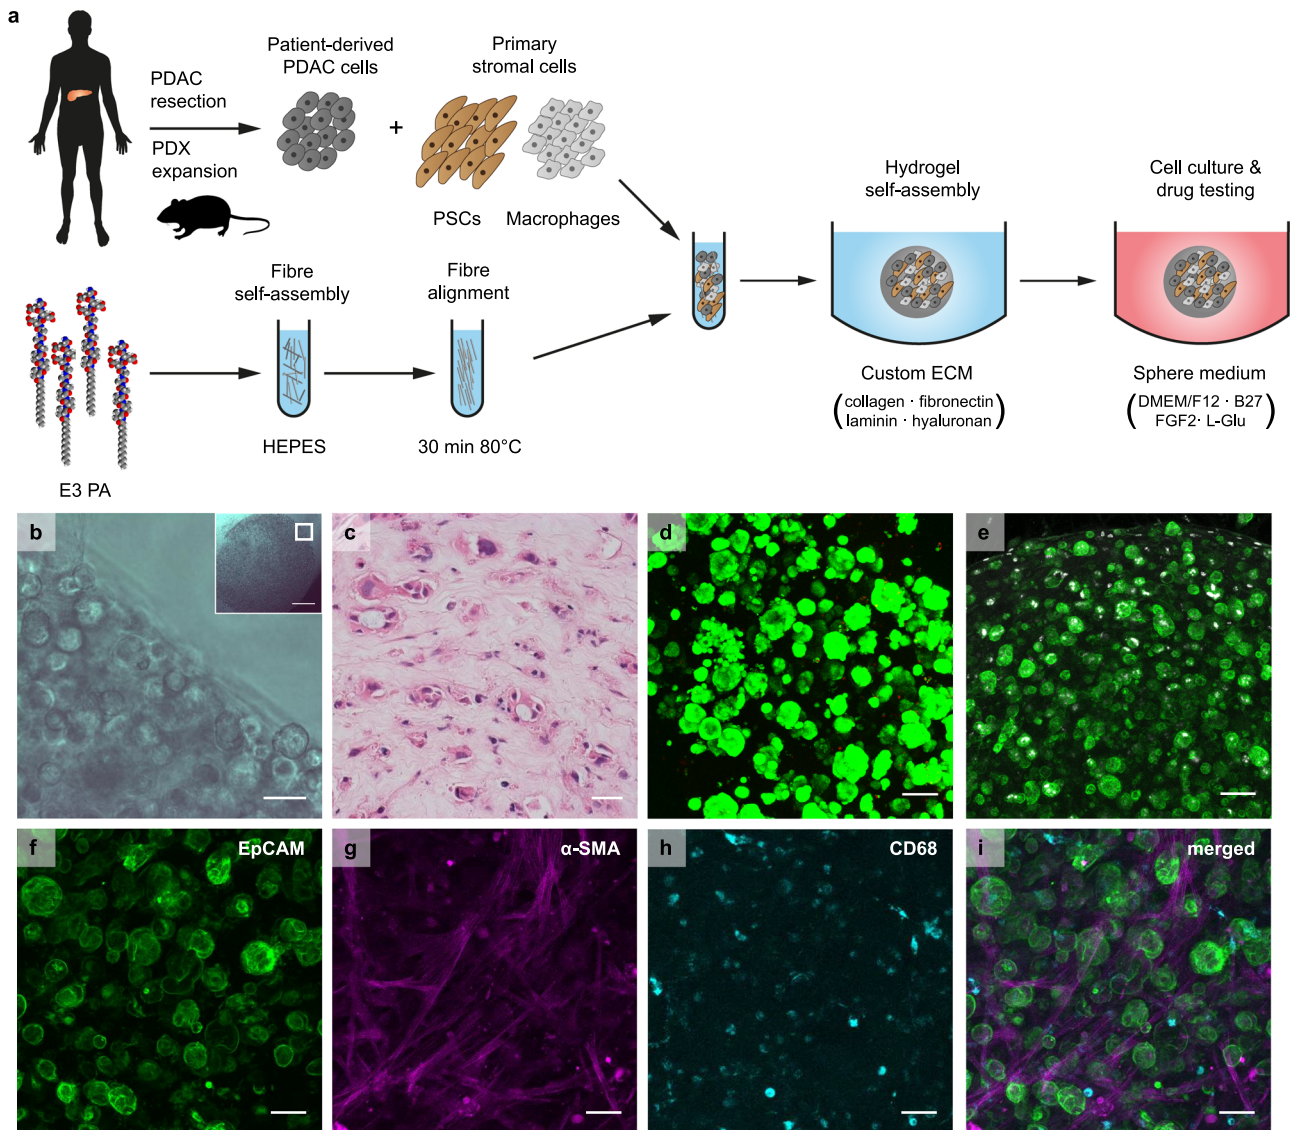 a
PDAC
resection
PDX
expansion
Patient-derived
PDAC cells
+
Primary
stromal cells
PSCs
Macrophages
Hydrogel
self-assembly
Cell culture &
drug testing
Fibre
self-assembly
Fibre
alignment
HEPES
30 min 80°C
E3 PA
Custom ECM
(collagen · fibronectin
laminin · hyaluronan)
Sphere medium
(DMEM/F12 · B27
FGF2· L-Glu)
b
c
d
e
f
EpCAM
g
α-SMA
h
CD68
i
merged